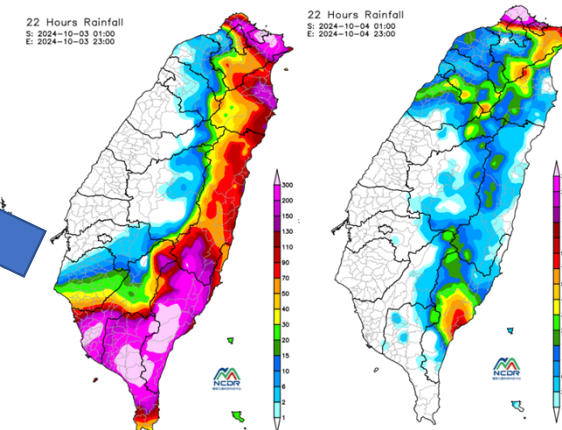 22 Hours Rainfall
S: 2024-10-03 01:00
E: 2024-10-03 23:00
300
200
150
130
110
90
70
50
40
30
20
15
10
6
2
1
NCDR
22 Hours Rainfall
S: 2024-10-04 01:00
E: 2024-10-04 23:00
NCDR